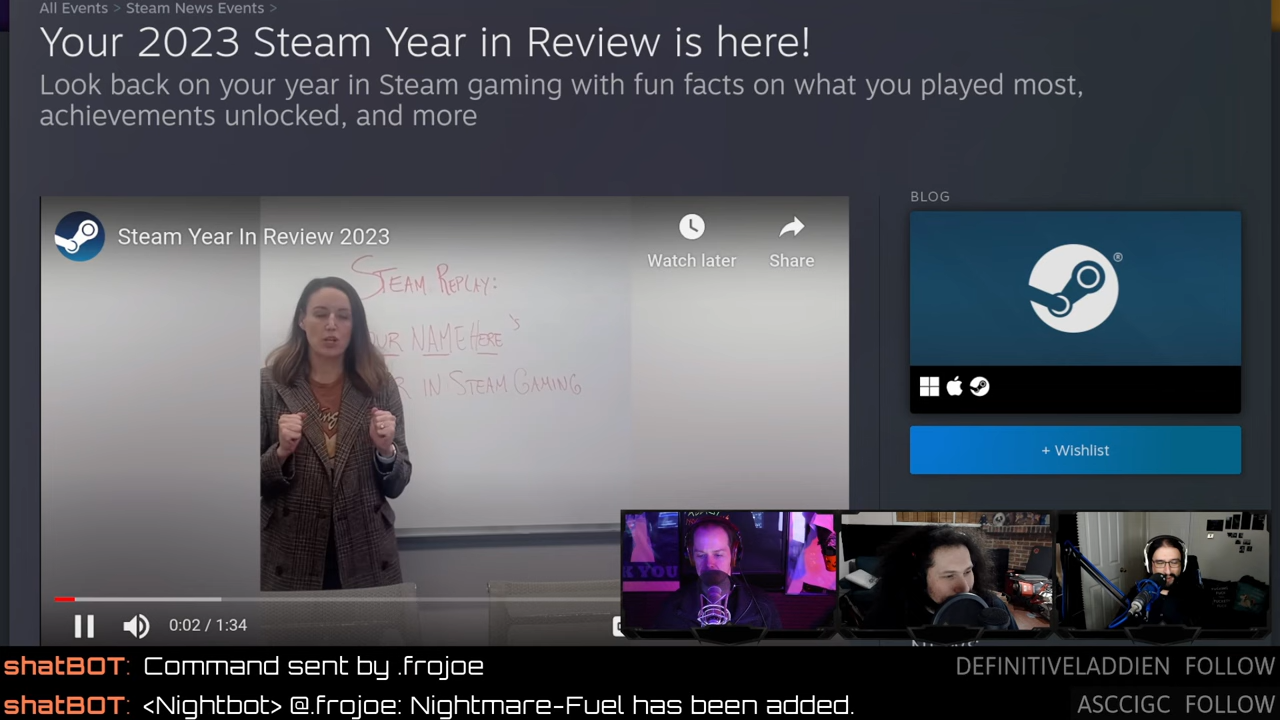 All Events > Steam News Events >
Your 2023 Steam Year in Review is here!
Look back on your year in Steam gaming with fun facts on what you played most,
achievements unlocked, and more
BLOG
Steam Year In Review 2023
Watch later
Share
STEAM REPLAY:
OUR NAME HERE's
R IN STEAM GAMING
®
+ Wishlist
K YOU
0:02 / 1:34
shatBOT: Command sent by .frojoe
DEFINITIVELADDIEN FOLLOW
shatBOT: <Nightbot> @.frojoe: Nightmare-Fuel has been added.
ASCCIGC FOLLOW